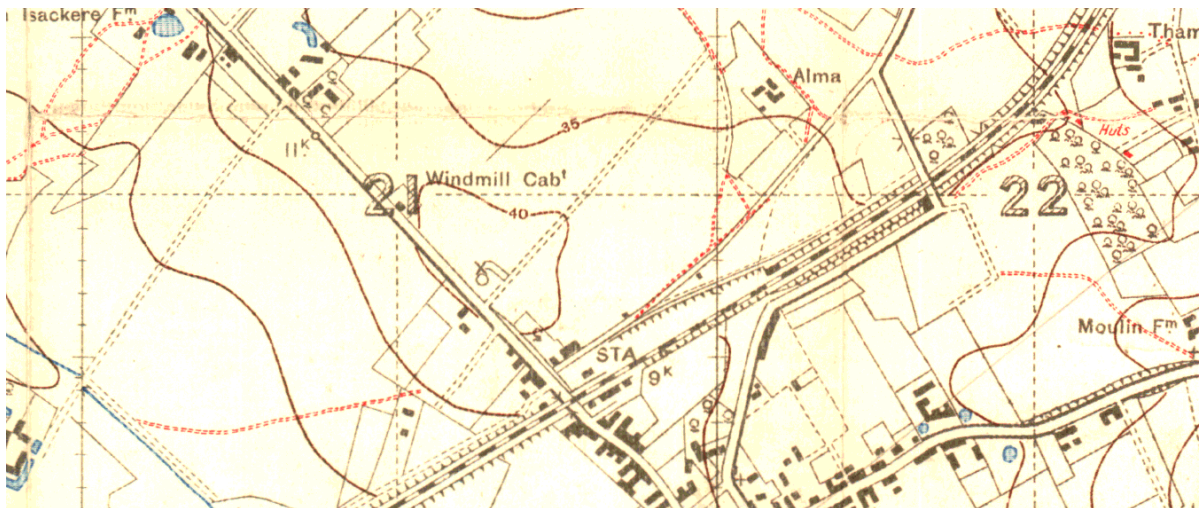 Isackere Fm
Tham
Alma
35
Huts
11K
21
Windmill Cabt
22
40
Moulin Fm
STA
9K